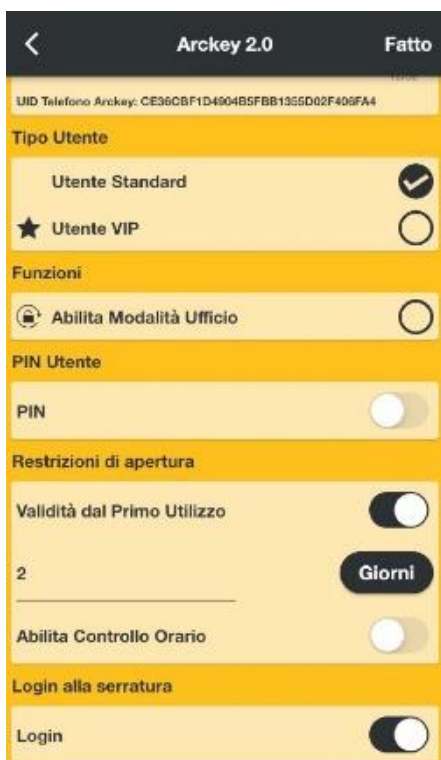 Arckey 2.0
Fatto
UID Telefono Arckey: CE36CBF1D4904B5FBB1355D02F406FA4
Tipo Utente
Utente Standard
Utente VIP
Funzioni
Abilita Modalità Ufficio
PIN Utente
PIN
Restrizioni di apertura
Validità dal Primo Utilizzo
2
Giorni
Abilita Controllo Orario
Login alla serratura
Login